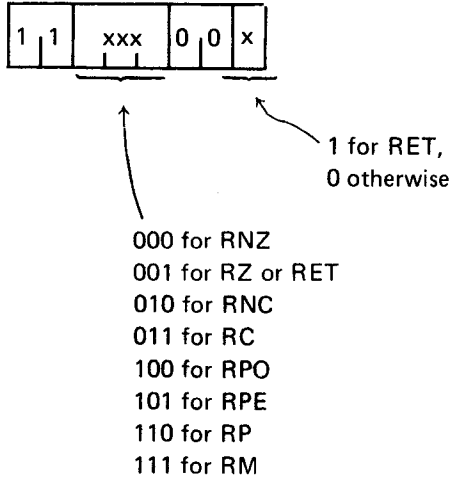 1 1 xxx 0 0 x
1 for RET,
0 otherwise
000 for RNZ
001 for RZ or RET
010 for RNC
011 for RC
100 for RPO
101 for RPE
110 for RP
111 for RM